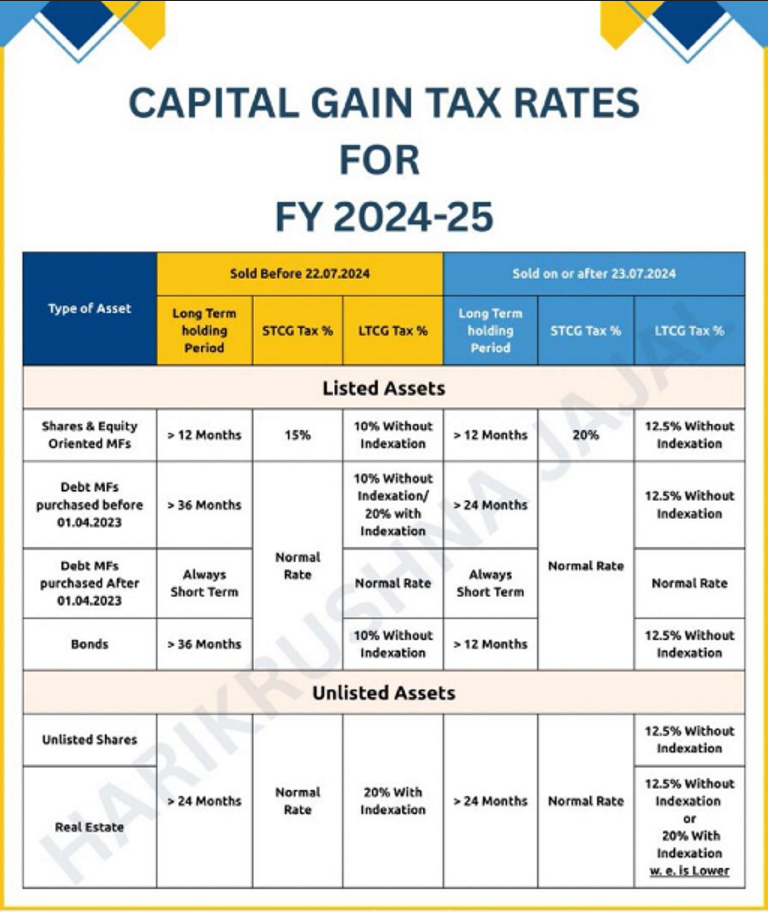 CAPITAL GAIN TAX RATES
FOR
FY 2024-25
Type of Asset
Sold Before 22.07.2024
Sold on or after 23.07.2024
Long Term
holding
Period
STCG Tax %
LTCG Tax %
Long Term
holding
Period
STCG Tax %
LTCG Tax %
Listed Assets
Shares & Equity
Oriented MFs
> 12 Months
15%
10% Without
Indexation
> 12 Months
20%
12.5% Without
Indexation
Debt MFs
purchased before
01.04.2023
> 36 Months
Normal
Rate
10% Without
Indexation/
20% with
Indexation
> 24 Months
Normal Rate
12.5% Without
Indexation
Debt MFs
purchased After
01.04.2023
Always
Short Term
Normal Rate
Always
Short Term
Normal Rate
Bonds
> 36 Months
10% Without
Indexation
> 12 Months
12.5% Without
Indexation
Unlisted Assets
Unlisted Shares
> 24 Months
Normal
Rate
20% With
Indexation
> 24 Months
Normal Rate
12.5% Without
Indexation
Real Estate
12.5% Without
Indexation
or
20% With
Indexation
w. e. is Lower
HARIKRUSHNA JAJAL